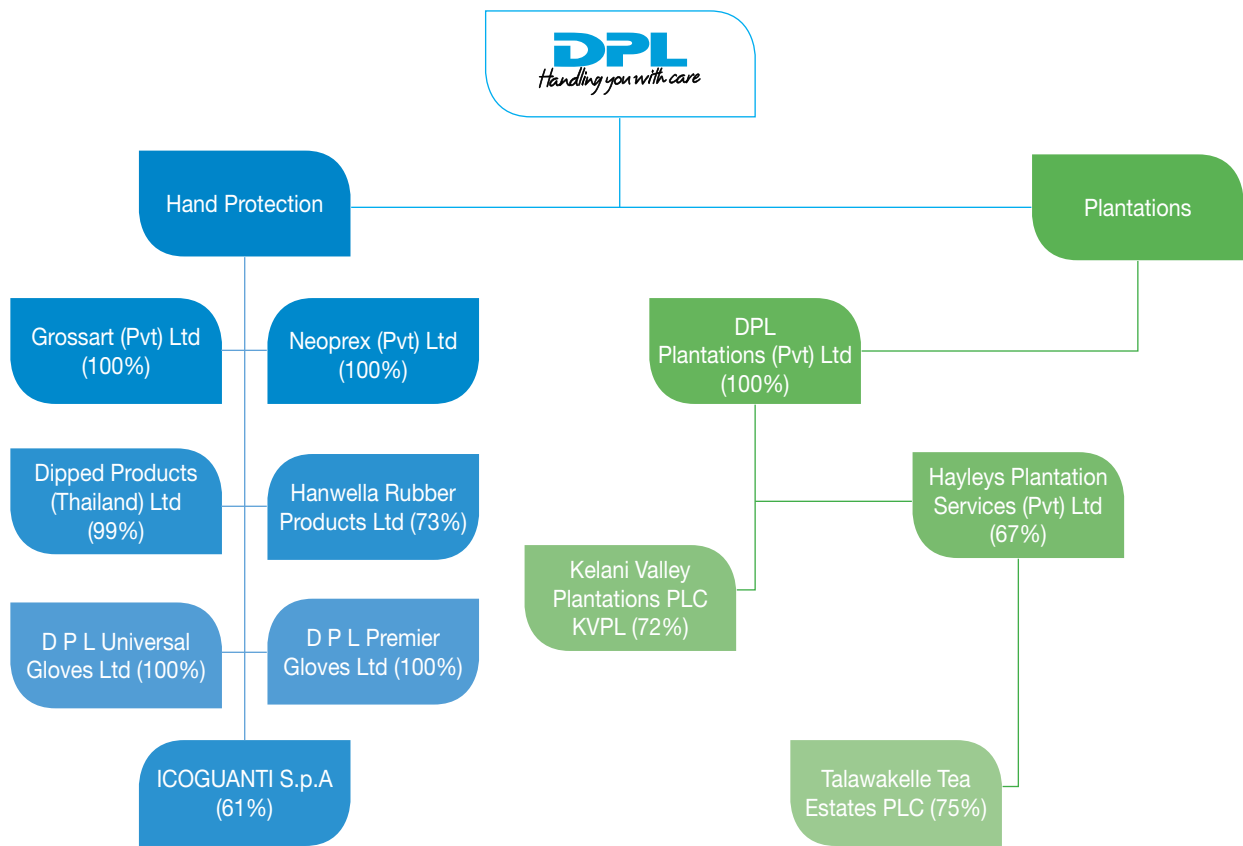 DPL
Handling you with care
Hand Protection
Plantations
Grossart (Pvt) Ltd
(100%)
Neoprex (Pvt) Ltd
(100%)
DPL
Plantations (Pvt) Ltd
(100%)
Dipped Products
(Thailand) Ltd
(99%)
Hanwella Rubber
Products Ltd (73%)
Hayleys Plantation
Services (Pvt) Ltd
(67%)
Kelani Valley
Plantations PLC
KVPL (72%)
D P L Universal
Gloves Ltd (100%)
D P L Premier
Gloves Ltd (100%)
ICOGUANTI S.p.A
(61%)
Talawakelle Tea
Estates PLC (75%)